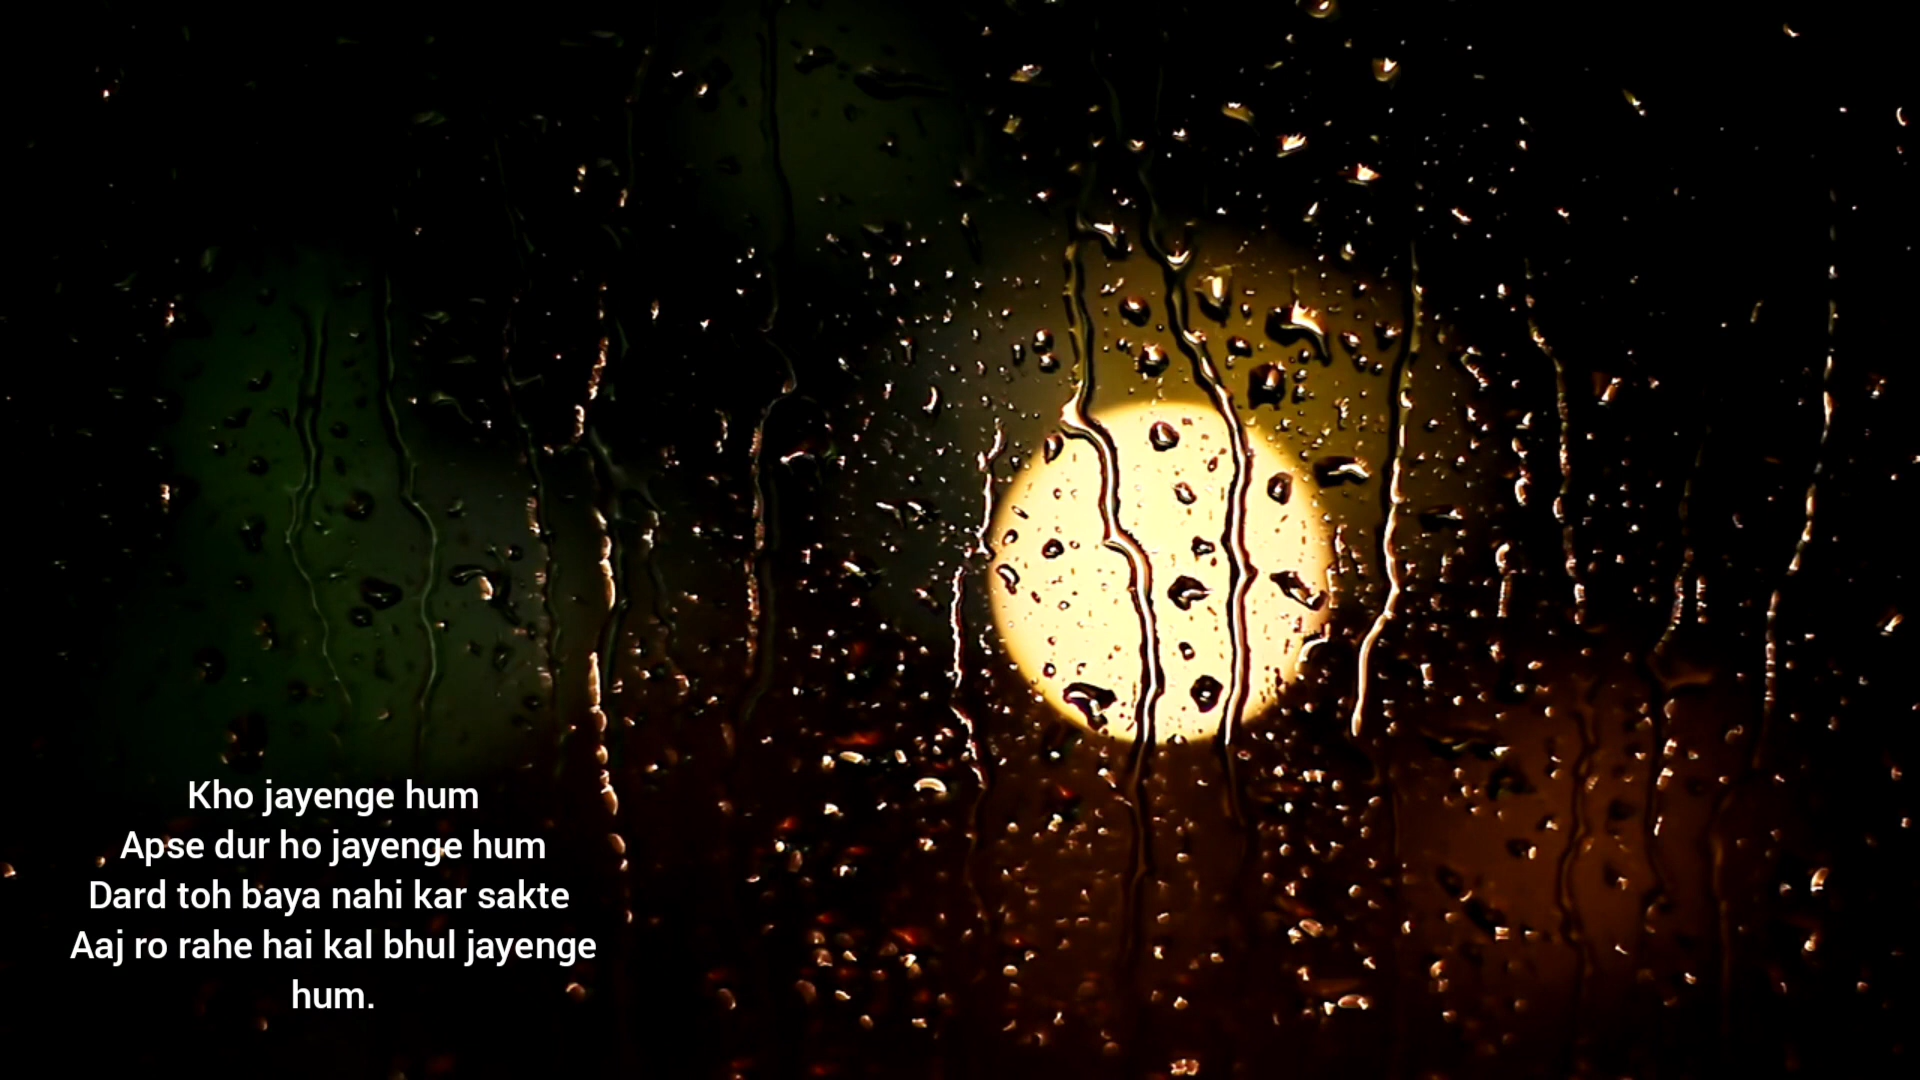 Kho jayenge hum
Apse dur ho jayenge hum
Dard toh baya nahi kar sakte
Aaj ro rahe hai kal bhul jayenge
hum.